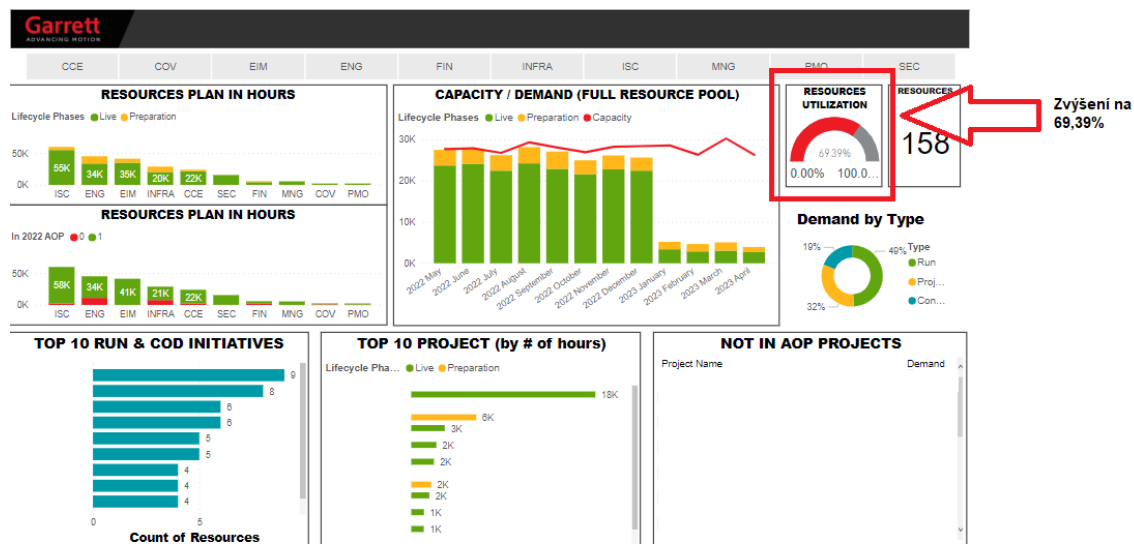 Garrett
ADVANCING MOTION
CCE COV EIM ENG FIN INFRA ISC MNG PMO SEC
RESOURCES PLAN IN HOURS
Lifecycle Phases Live Preparation
50K
0K
55K 34K 35K 20K 22K
ISC ENG EIM INFRA CCE SEC FIN MNG COV PMO
RESOURCES PLAN IN HOURS
In 2022 AOP 0 1
50K
0K
58K 34K 41K 21K 22K
ISC ENG EIM INFRA CCE SEC FIN MNG COV PMO
CAPACITY / DEMAND (FULL RESOURCE POOL)
Lifecycle Phases Live Preparation Capacity
30K
20K
10K
0K
2022 May 2022 June 2022 July 2022 August 2022 September 2022 October 2022 November 2022 December 2023 January 2023 February 2023 March 2023 April
RESOURCES
UTILIZATION
69.39%
0.00% 100.0...
RESOURCES
158
Zvýšení na
69,39%
Demand by Type
19%
49%
32%
Type
Run
Proj...
Con...
TOP 10 RUN & COD INITIATIVES
9
8
6
6
5
5
4
4
4
0 5
Count of Resources
TOP 10 PROJECT (by # of hours)
Lifecycle Pha... Live Preparation
18K
6K
3K
2K
2K
2K
2K
1K
1K
NOT IN AOP PROJECTS
Project Name Demand